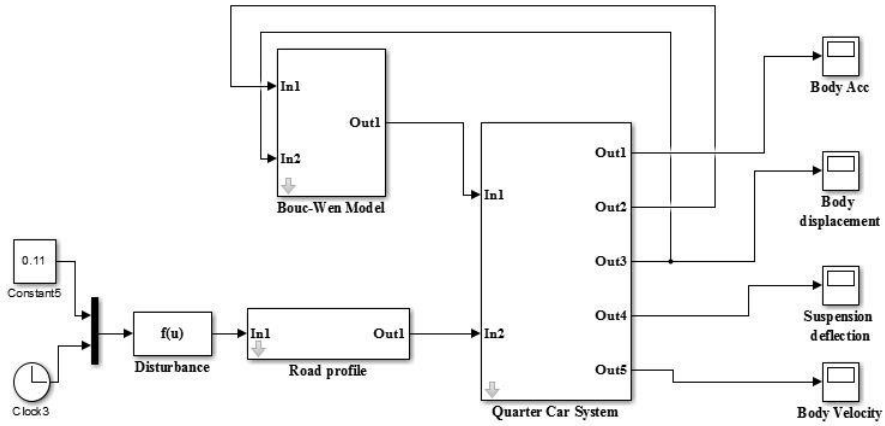 In1
Out1
In2
Bouc-Wen Model
In1
In2
Out1
Out2
Out3
Out4
Out5
Quarter Car System
Body Acc
Body
displacement
Suspension
deflection
Body Velocity
0.11
Constant5
Clock3
f(u)
Disturbance
In1
Out1
Road profile